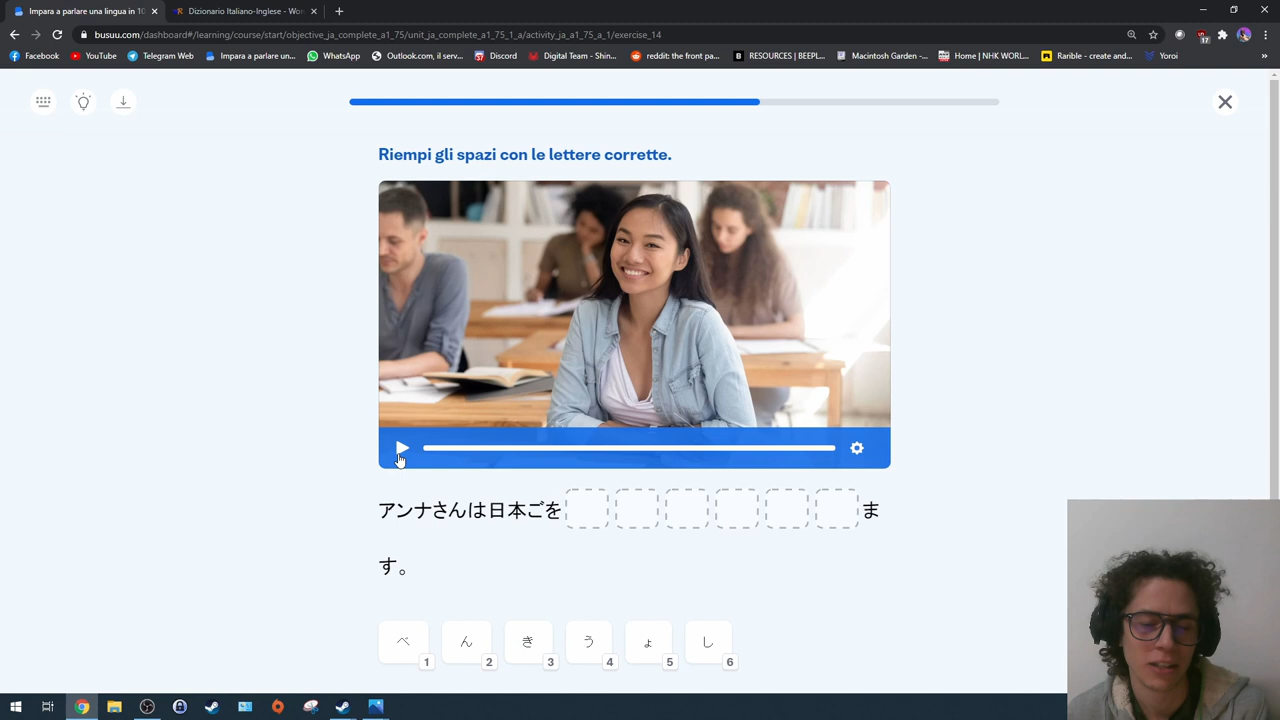 Impara a parlare una lingua in 10
Dizionario Italiano-Inglese - Wor
busuu.com/dashboard#/learning/course/start/objective_ja_complete_a1_75/unit_ja_complete_a1_75_1_a/activity_ja_a1_75_a_1/exercise_14
17
Facebook
YouTube
Telegram Web
Impara a parlare un...
WhatsApp
Outlook.com, il serv...
Discord
Digital Team - Shin...
reddit: the front pa...
RESOURCES | BEEPL...
Macintosh Garden -...
Home | NHK WORL...
Rarible - create and...
Yoroi
Riempi gli spazi con le lettere corrette.
アンナさんは日本ごを ま
す。
べ 1 ん 2 き 3 う 4 ょ 5 し 6